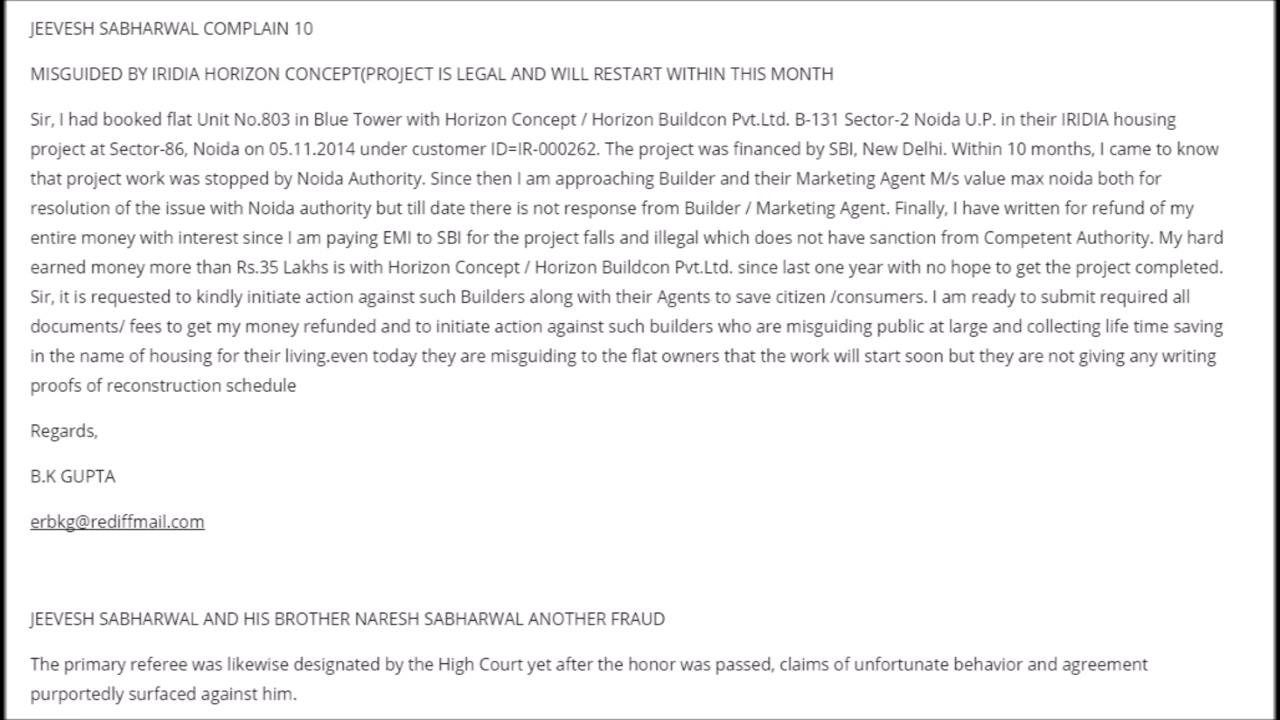 JEEVESH SABHARWAL COMPLAIN 10
MISGUIDED BY IRIDIA HORIZON CONCEPT(PROJECT IS LEGAL AND WILL RESTART WITHIN THIS MONTH
Sir, I had booked flat Unit No.803 in Blue Tower with Horizon Concept / Horizon Buildcon Pvt.Ltd. B-131 Sector-2 Noida U.P. in their IRIDIA housing
project at Sector-86, Noida on 05.11.2014 under customer ID=IR-000262. The project was financed by SBI, New Delhi. Within 10 months, I came to know
that project work was stopped by Noida Authority. Since then I am approaching Builder and their Marketing Agent M/s value max noida both for
resolution of the issue with Noida authority but till date there is not response from Builder / Marketing Agent. Finally, I have written for refund of my
entire money with interest since I am paying EMI to SBI for the project falls and illegal which does not have sanction from Competent Authority. My hard
earned money more than Rs.35 Lakhs is with Horizon Concept / Horizon Buildcon Pvt.Ltd. since last one year with no hope to get the project completed.
Sir, it is requested to kindly initiate action against such Builders along with their Agents to save citizen /consumers. I am ready to submit required all
documents/ fees to get my money refunded and to initiate action against such builders who are misguiding public at large and collecting life time saving
in the name of housing for their living.even today they are misguiding to the flat owners that the work will start soon but they are not giving any writing
proofs of reconstruction schedule
Regards,
B.K GUPTA
erbkg@rediffmail.com
JEEVESH SABHARWAL AND HIS BROTHER NARESH SABHARWAL ANOTHER FRAUD
The primary referee was likewise designated by the High Court yet after the honor was passed, claims of unfortunate behavior and agreement
purportedly surfaced against him.